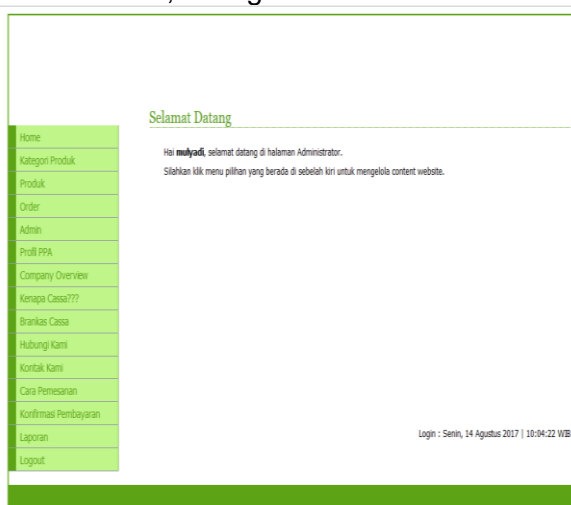 Selamat Datang
Home
Kategori Produk
Produk
Order
Admin
Profil PPA
Company Overview
Kenapa Cassa???
Brankas Cassa
Hubungi Kami
Kontak Kami
Cara Pemesanan
Konfirmasi Pembayaran
Laporan
Logout
Hai mulyadi, selamat datang di halaman Administrator.
Silahkan klik menu pilihan yang berada di sebelah kiri untuk mengelola content website.
Login : Senin, 14 Agustus 2017 | 10:04:22 WIB